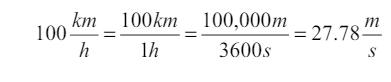 100 km/h = 100km/1h = 100,000m/3600s = 27.78 m/s